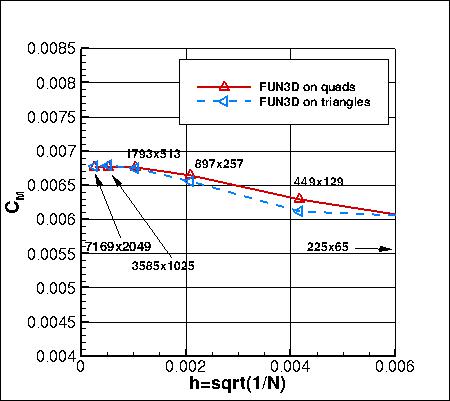 0.0085
0.008
0.0075
0.007
0.0065
0.006
0.0055
0.005
0.0045
0.004
C_M
FUN3D on quads
FUN3D on triangles
1793x513
897x257
449x129
7169x2049
3585x1025
225x65
0
0.002
0.004
0.006
h=sqrt(1/N)